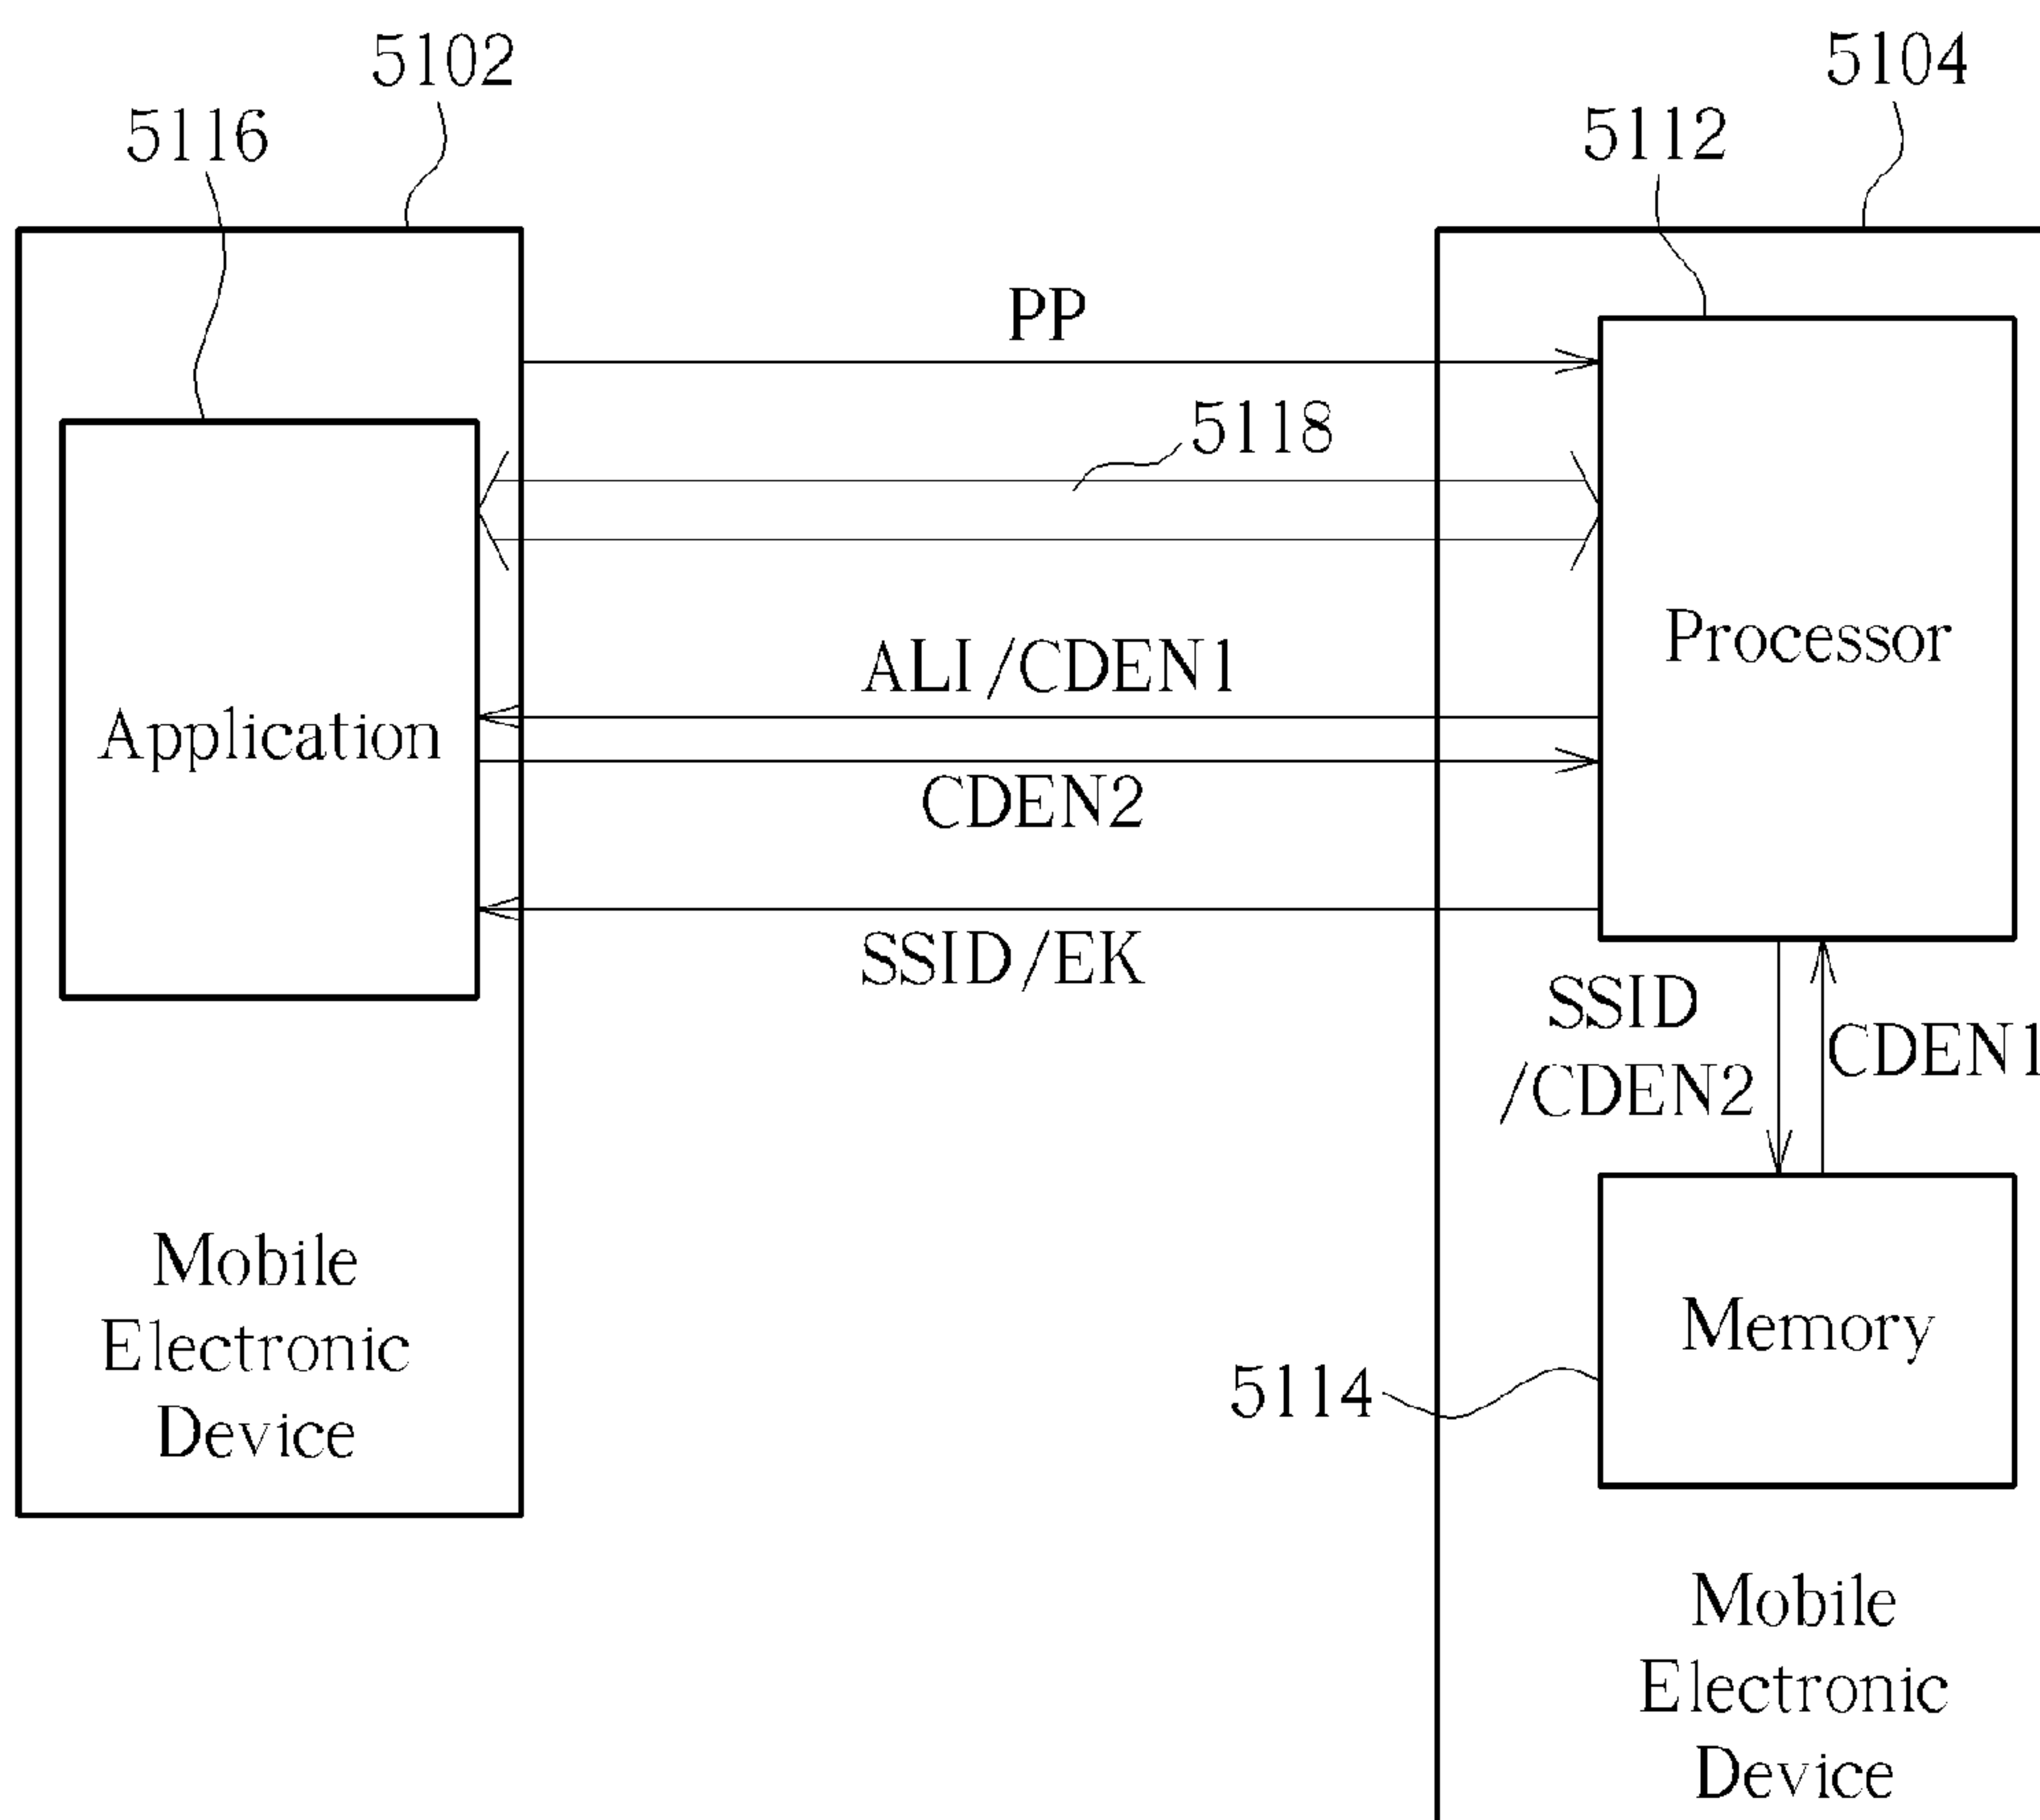 5102
5104
5116
5112
PP
5118
ALI/CDEN1
Processor
Application
CDEN2
SSID/EK
SSID
/CDEN2
CDEN1
Mobile
Electronic
Device
Memory
5114
Mobile
Electronic
Device